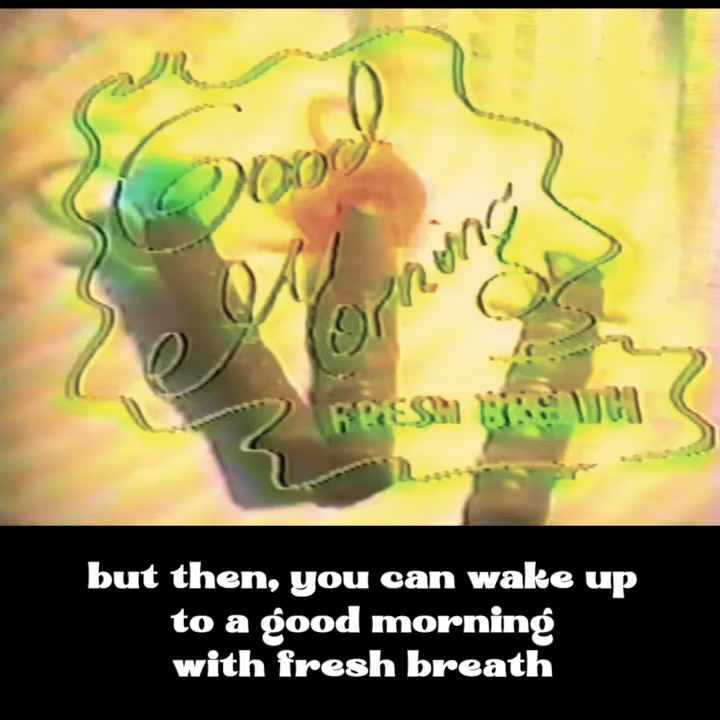 Good
Morning
FRESH BREATH
but then, you can wake up
to a good morning
with fresh breath